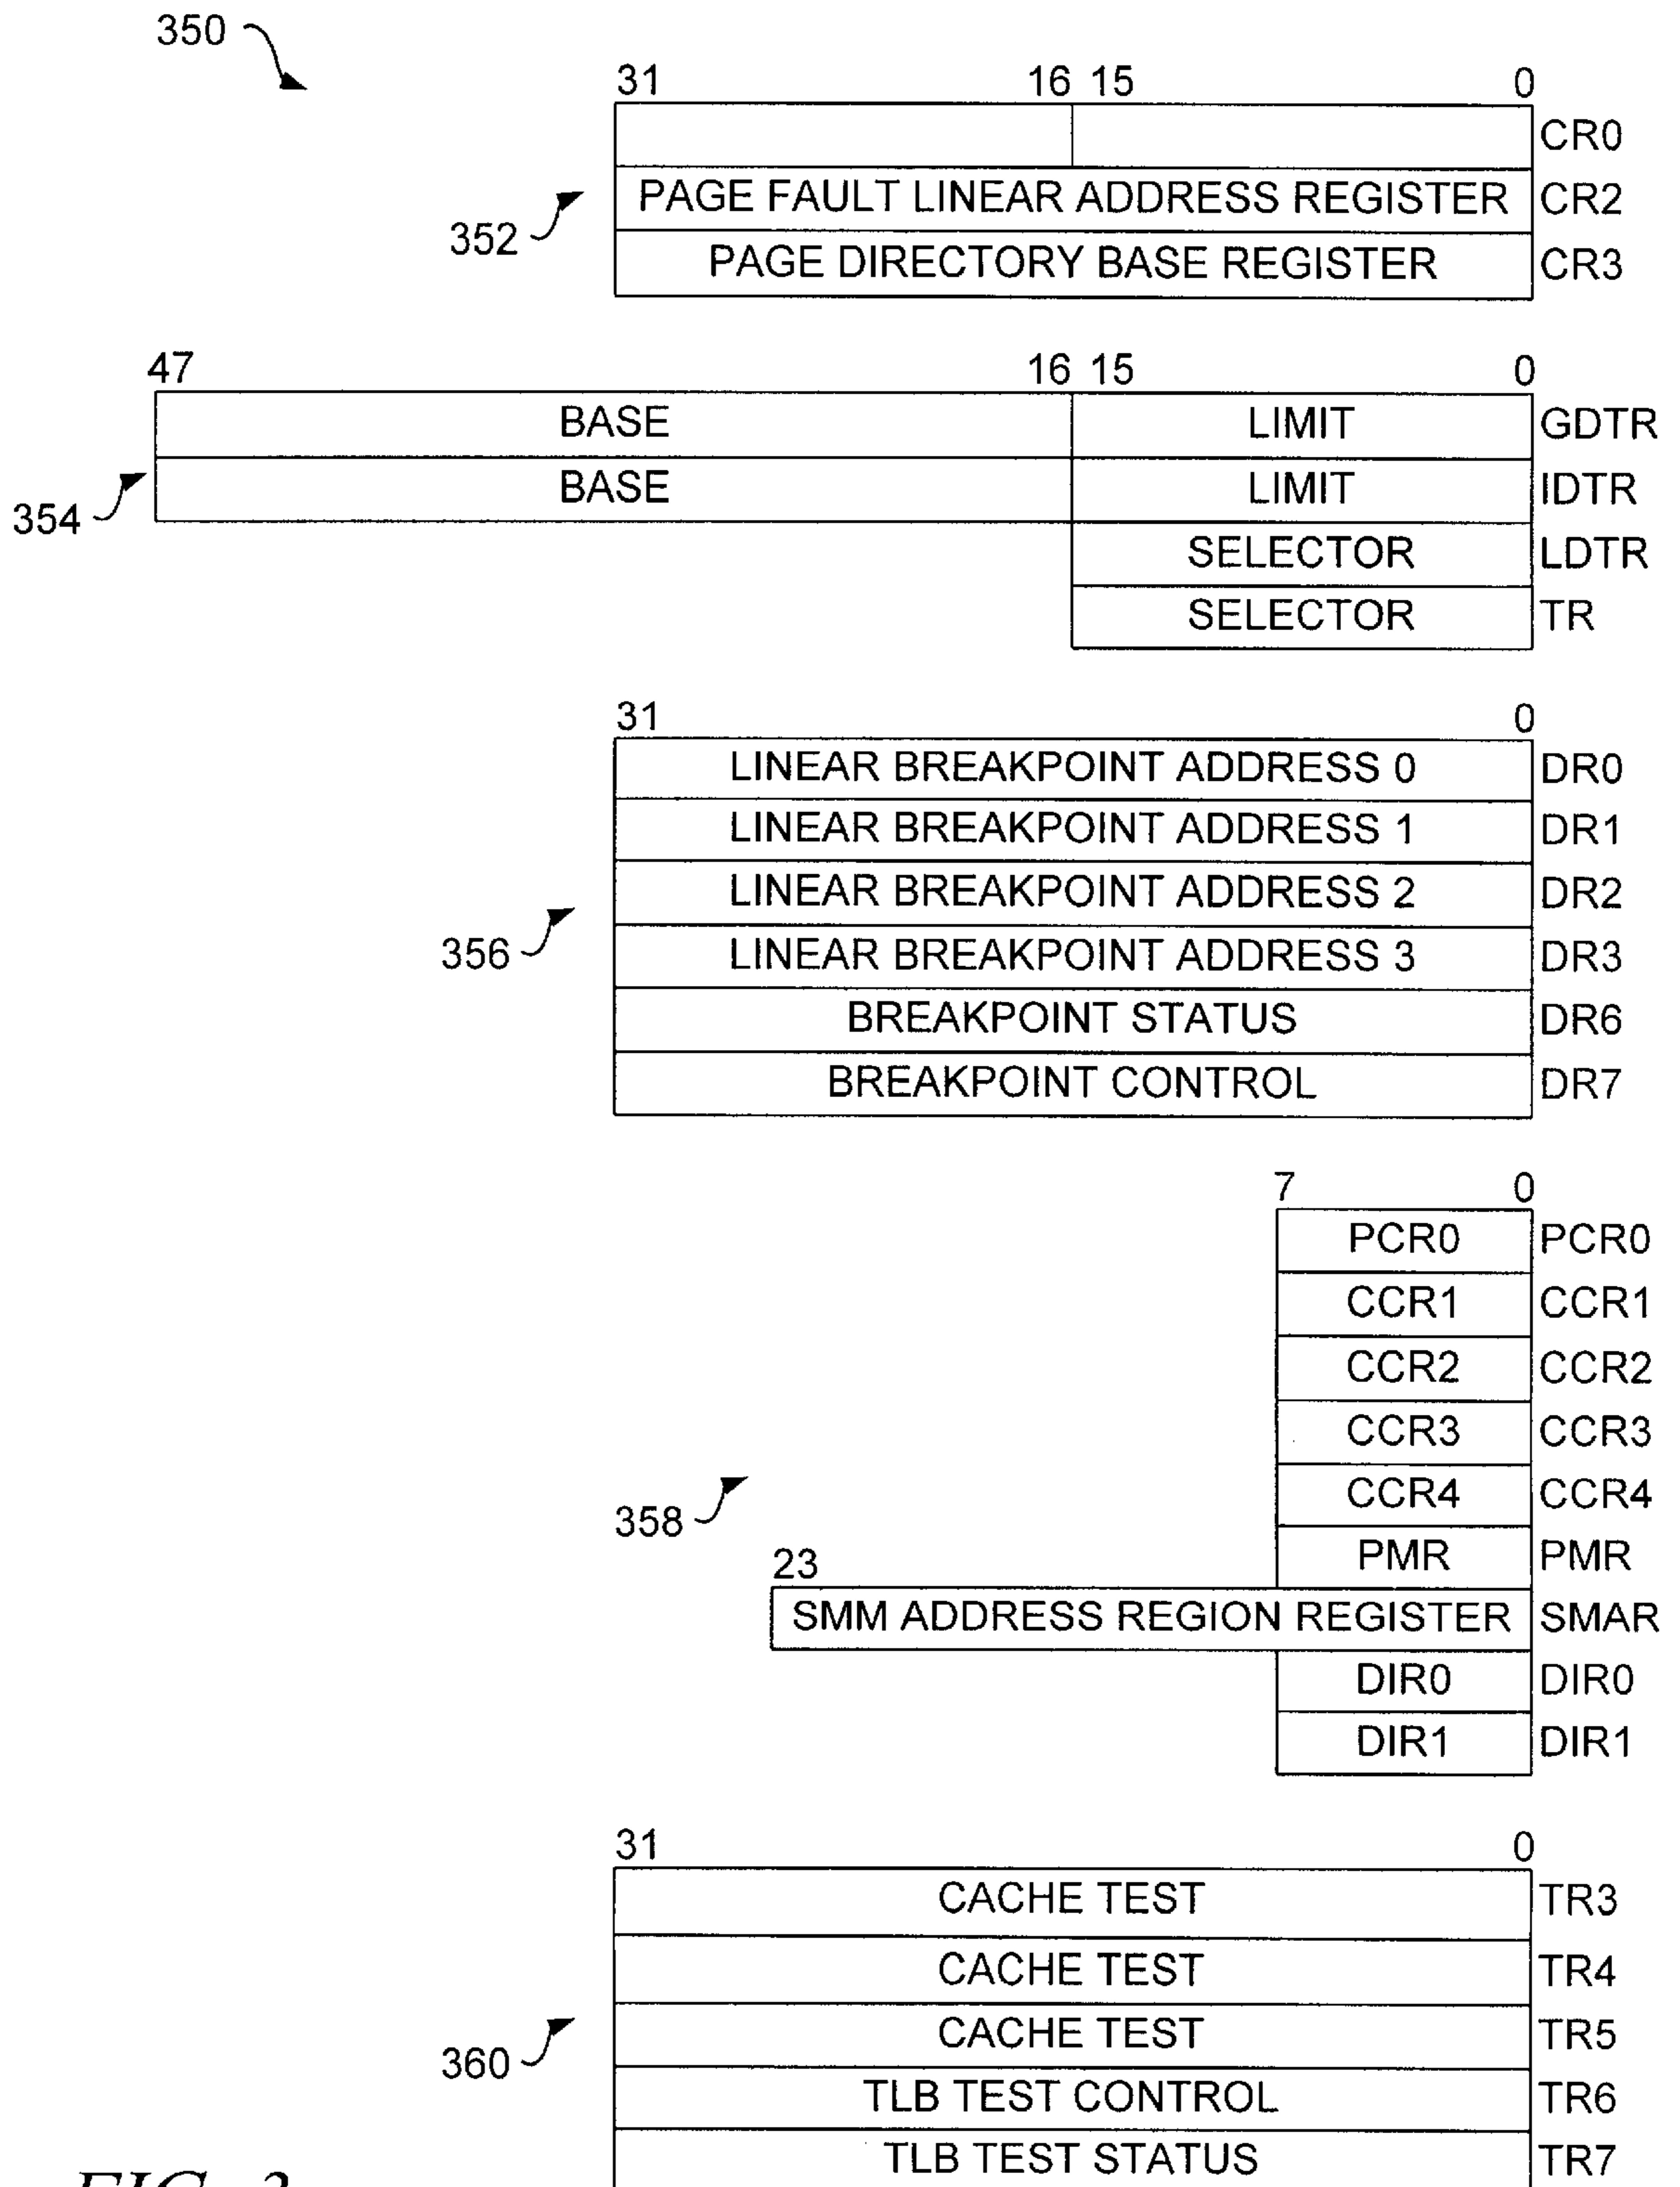 350
31 16 15 0
CR0
PAGE FAULT LINEAR ADDRESS REGISTER CR2
352
PAGE DIRECTORY BASE REGISTER CR3
47 16 15 0
BASE LIMIT GDTR
BASE LIMIT IDTR
354
SELECTOR LDTR
SELECTOR TR
31 0
LINEAR BREAKPOINT ADDRESS 0 DR0
LINEAR BREAKPOINT ADDRESS 1 DR1
LINEAR BREAKPOINT ADDRESS 2 DR2
356
LINEAR BREAKPOINT ADDRESS 3 DR3
BREAKPOINT STATUS DR6
BREAKPOINT CONTROL DR7
7 0
PCR0 PCR0
CCR1 CCR1
CCR2 CCR2
CCR3 CCR3
CCR4 CCR4
358
PMR PMR
23
SMM ADDRESS REGION REGISTER SMAR
DIR0 DIR0
DIR1 DIR1
31 0
CACHE TEST TR3
CACHE TEST TR4
CACHE TEST TR5
360
TLB TEST CONTROL TR6
TLB TEST STATUS TR7
FIG. 3